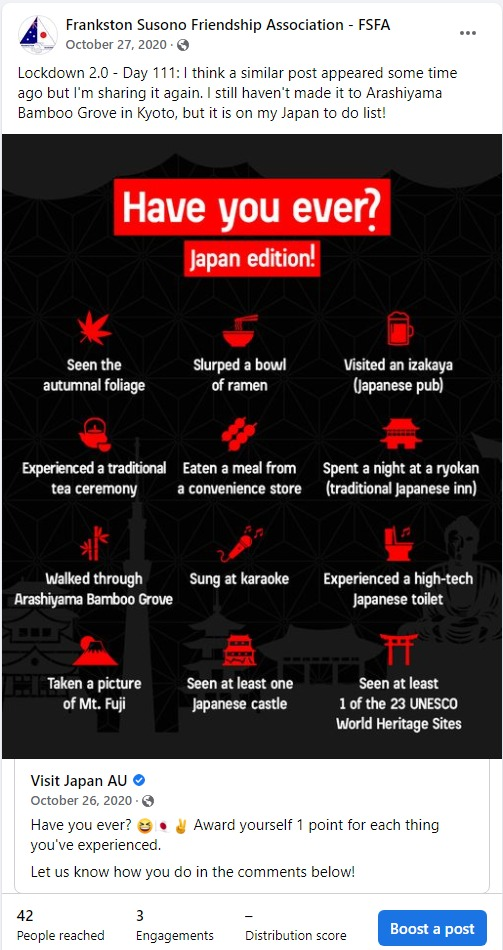 Frankston Susono Friendship Association - FSFA
October 27, 2020 ·
Lockdown 2.0 - Day 111: I think a similar post appeared some time
ago but I'm sharing it again. I still haven't made it to Arashiyama
Bamboo Grove in Kyoto, but it is on my Japan to do list!
Have you ever?
Japan edition!
Seen the
autumnal foliage
Slurped a bowl
of ramen
Visited an izakaya
(Japanese pub)
Experienced a traditional
tea ceremony
Eaten a meal from
a convenience store
Spent a night at a ryokan
(traditional Japanese inn)
Walked through
Arashiyama Bamboo Grove
Sung at karaoke
Experienced a high-tech
Japanese toilet
Taken a picture
of Mt. Fuji
Seen at least one
Japanese castle
Seen at least
1 of the 23 UNESCO
World Heritage Sites
Visit Japan AU
October 26, 2020 ·
Have you ever? 😆🇯🇵✌ Award yourself 1 point for each thing
you've experienced.
Let us know how you do in the comments below!
42
People reached
3
Engagements
–
Distribution score
Boost a post